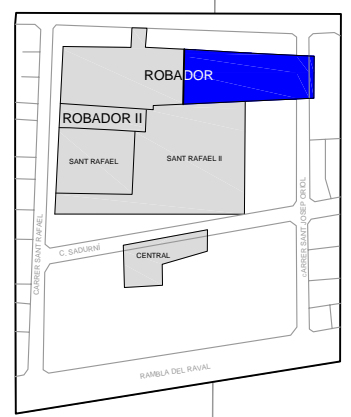 ROBADOR
ROBADOR II
SANT RAFAEL
SANT RAFAEL II
CARRER SANT RAFAEL
cARRER SANT JOSEP ORIOL
C. SADURNÍ
CENTRAL
RAMBLA DEL RAVAL